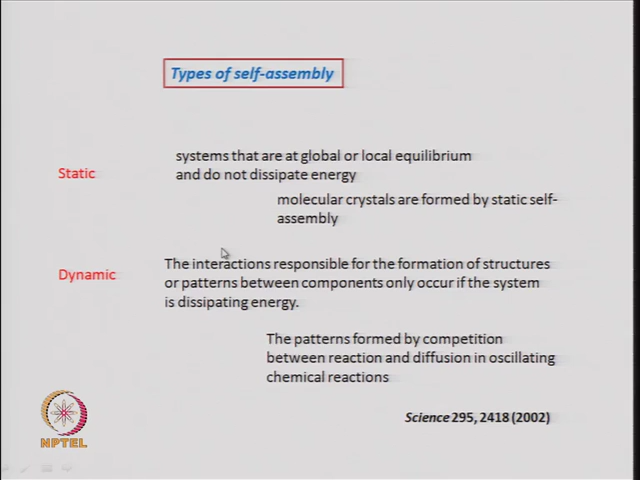 Types of self-assembly
systems that are at global or local equilibrium
Static
and do not dissipate energy
molecular crystals are formed by static self-
assembly
The interactions responsible for the formation of structures
Dynamic
or patterns between components only occur if the system
is dissipating energy.
The patterns formed by competition
between reaction and diffusion in oscillating
chemical reactions
Science 295, 2418 (2002)
NPTEL